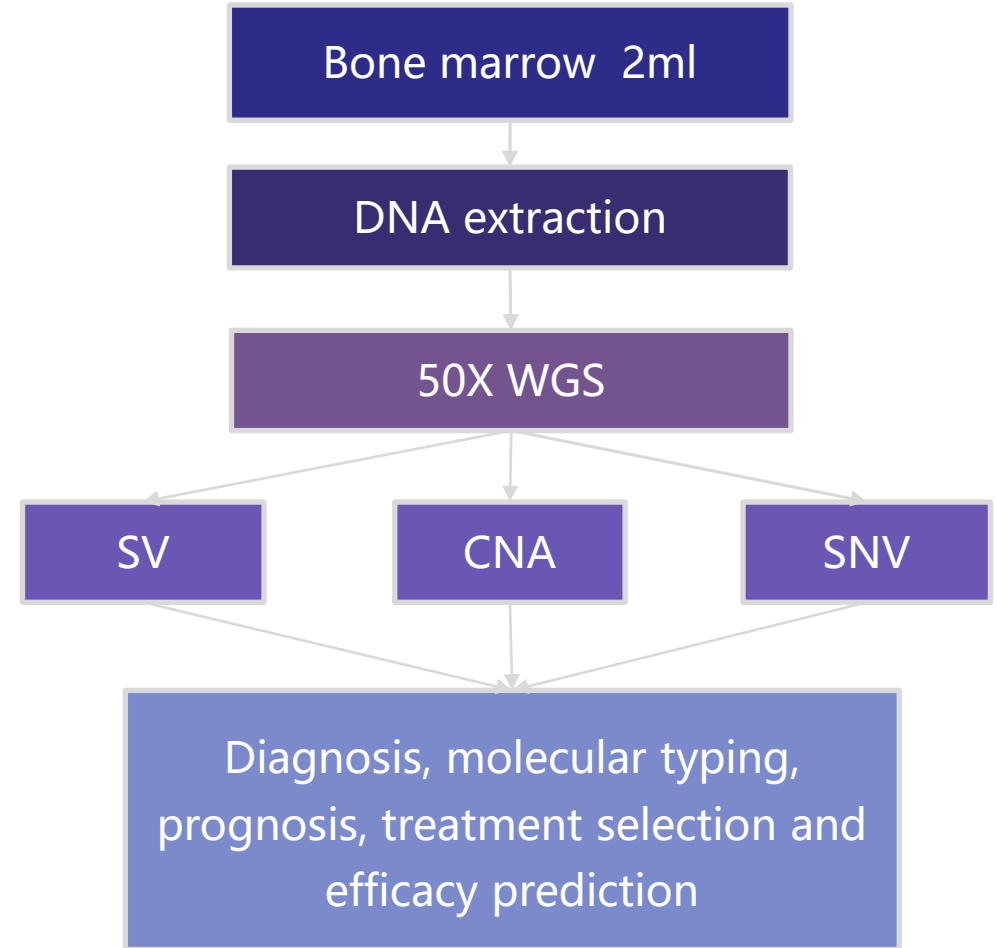 Bone marrow  2ml
DNA extraction
50X WGS
SV
CNA
SNV
Diagnosis, molecular typing,
prognosis, treatment selection and
efficacy prediction